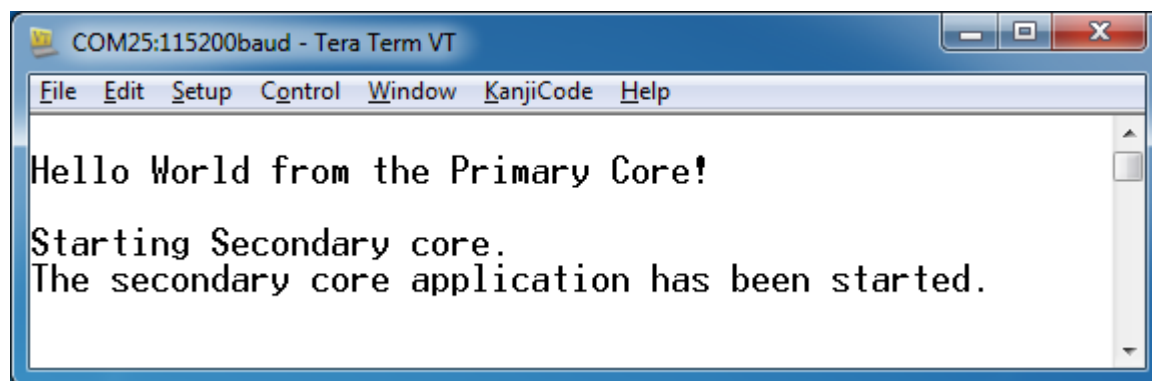 COM25:115200baud - Tera Term VT
File Edit Setup Control Window KanjiCode Help
Hello World from the Primary Core!
Starting Secondary core.
The secondary core application has been started.